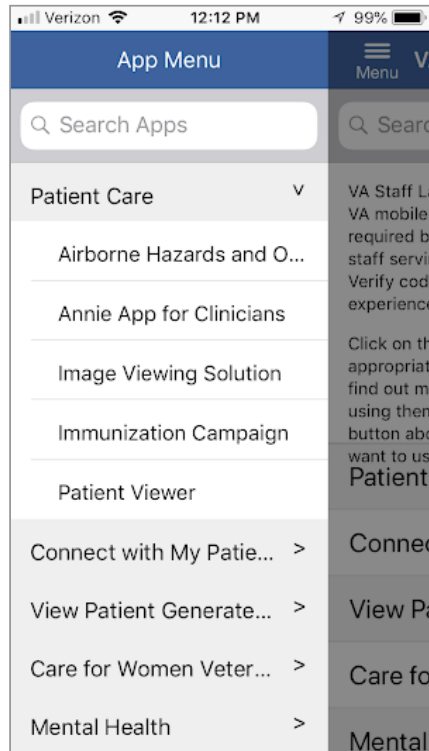 Verizon 12:12 PM 99%
App Menu
Search Apps
Patient Care
Airborne Hazards and O...
Annie App for Clinicians
Image Viewing Solution
Immunization Campaign
Patient Viewer
Connect with My Patie...
View Patient Generate...
Care for Women Veter...
Mental Health
Menu
V
Searc
VA Staff L
VA mobile
required b
staff servi
Verify cod
experience
Click on th
appropriat
find out m
using then
button abo
want to us
Patient
Connec
View Pa
Care fo
Mental